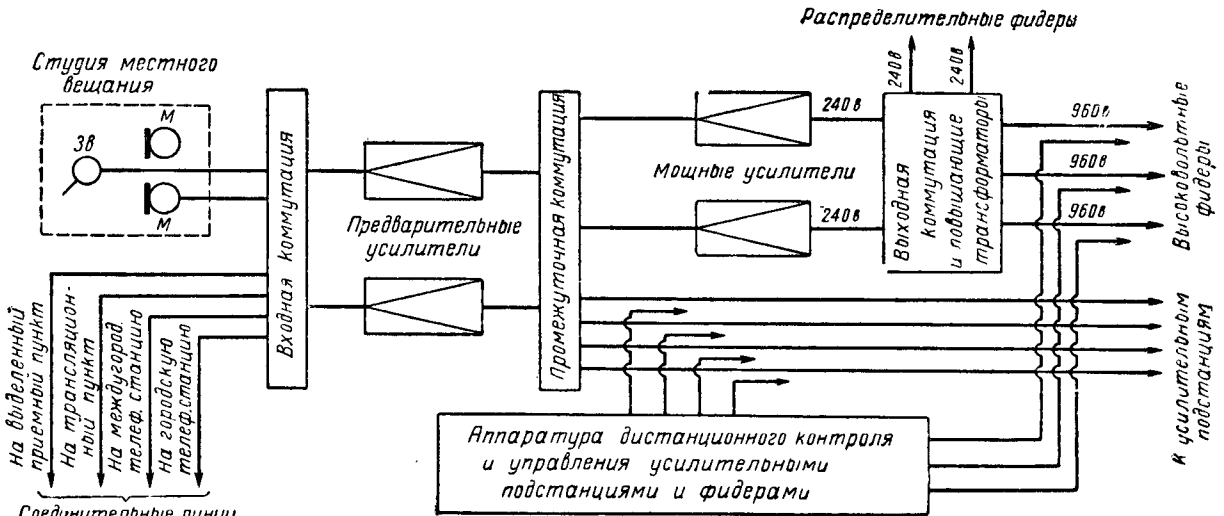 Распределительные фидеры
Студия местного
вещания
М
Зв
М
Входная коммутация
Предварительные
усилители
Промежуточная коммутация
240в
Мощные усилители
240в
240в
240в
Выходная
коммутация
и повышающие
трансформаторы
960в
960в
960в
Высоковольтные
фидеры
К усилительным
подстанциям
На выделенный
приемный пункт
На трансляцион-
ный пункт
На междугород.
телеф. станцию
На городскую
телеф. станцию
Соединительные линии
Аппаратура дистанционного контроля
и управления усилительными
подстанциями и фидерами